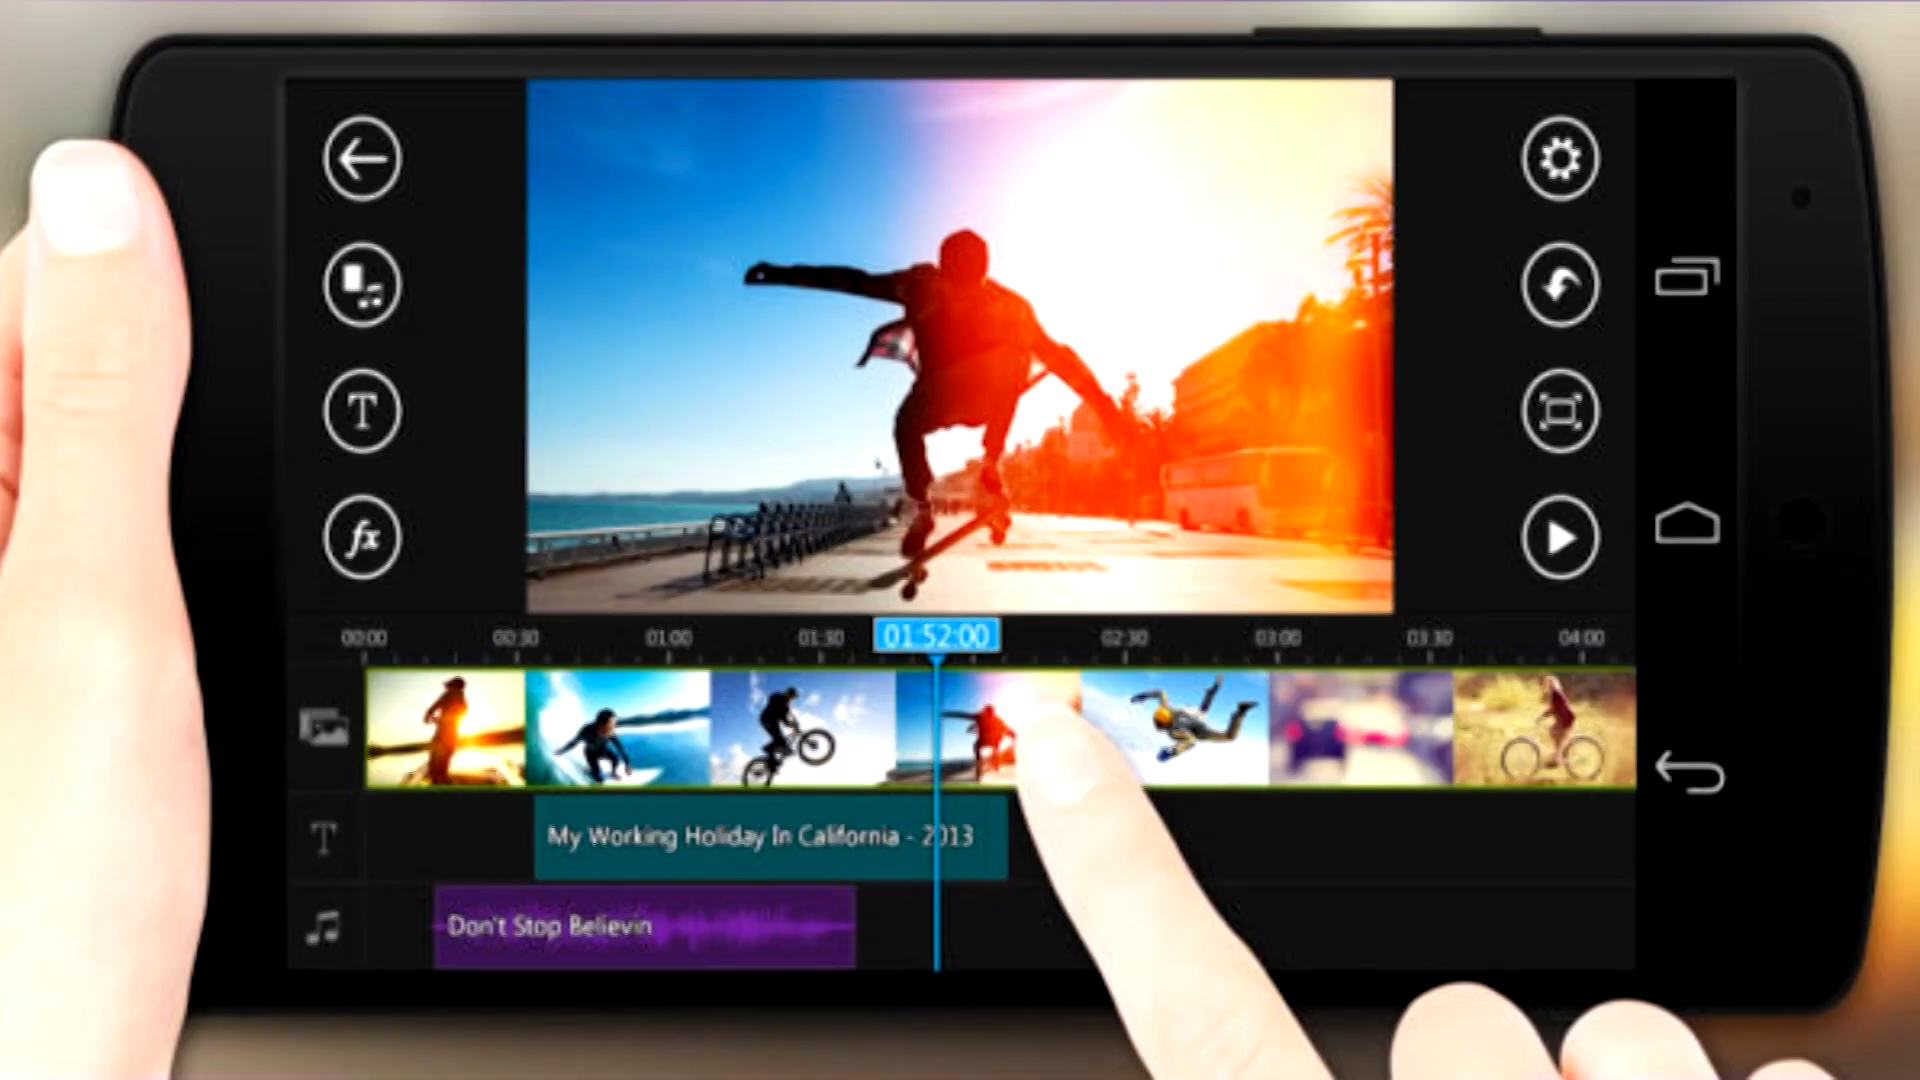 T
fx
00:00 00:30 01:00 01:30 01:52:00 02:30 03:00 03:30 04:00
T My Working Holiday In California - 2013
Don't Stop Believin